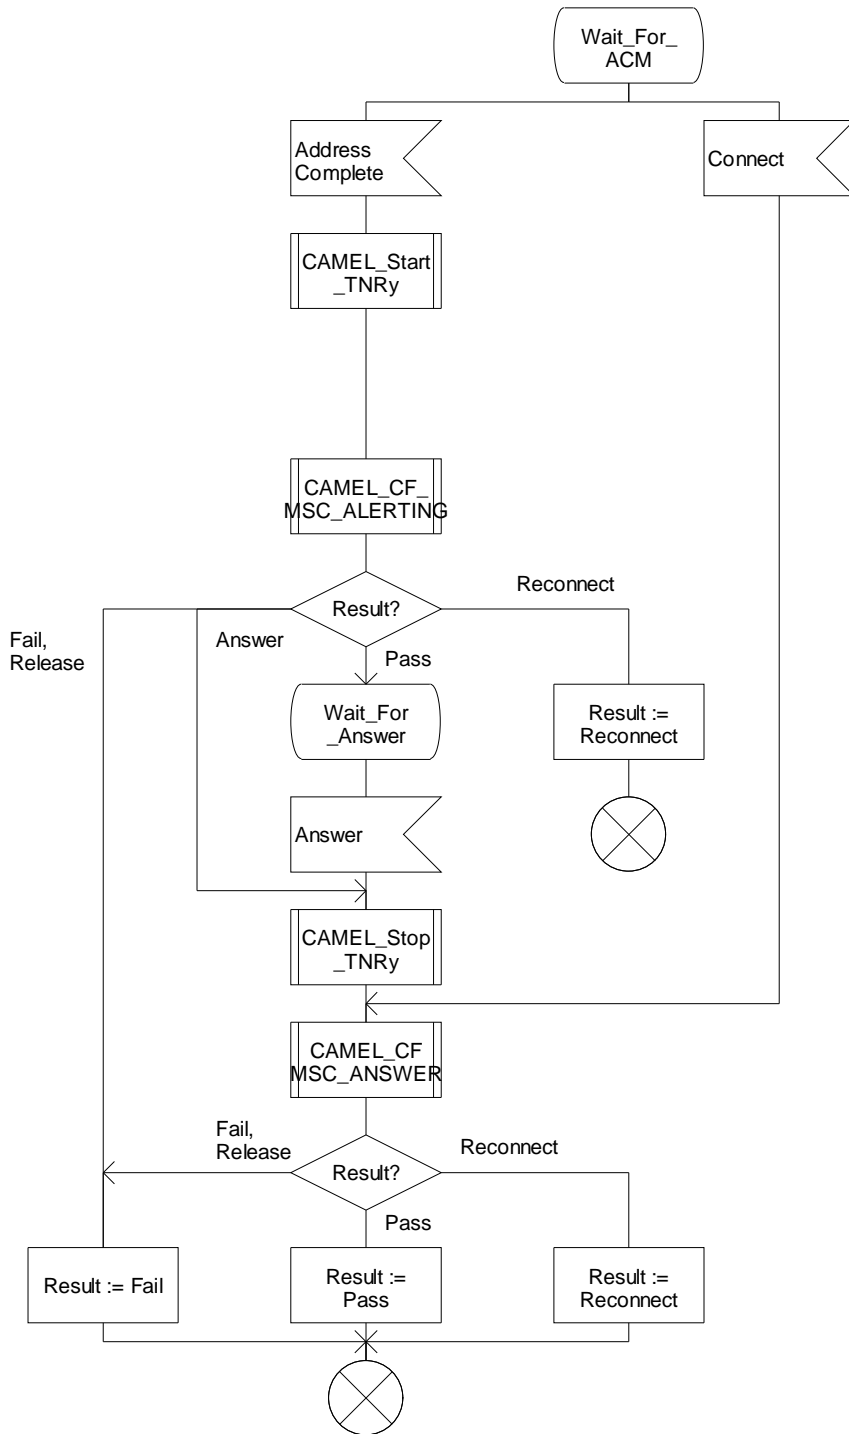 Wait_For_
ACM
Address
Complete
Connect
CAMEL_Start
_TNRy
CAMEL_CF_
MSC_ALERTING
Reconnect
Result?
Fail,
Release
Answer
Pass
Wait_For
_Answer
Result :=
Reconnect
Answer
CAMEL_Stop
_TNRy
CAMEL_CF
MSC_ANSWER
Fail,
Release
Reconnect
Result?
Pass
Result := Fail
Result :=
Pass
Result :=
Reconnect